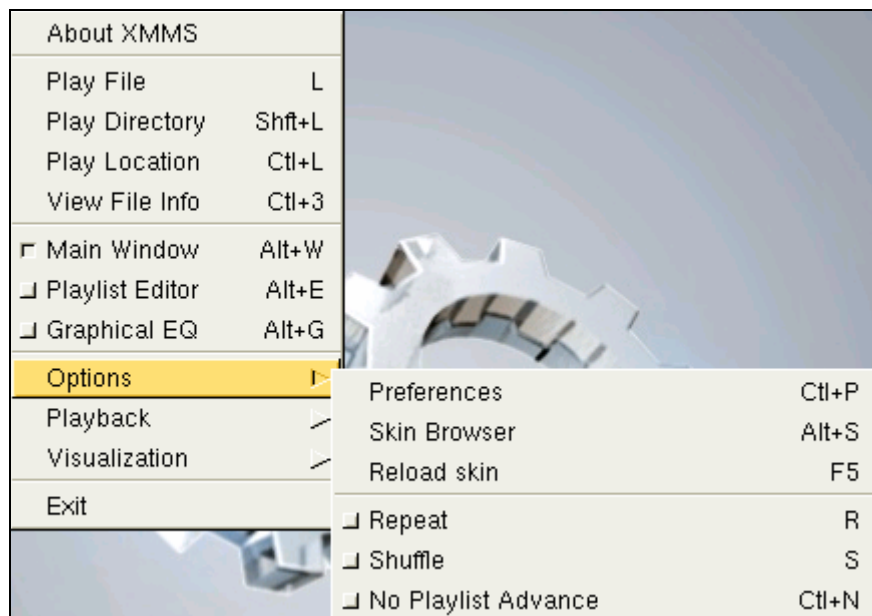 About XMMS
Play File L
Play Directory Shft+L
Play Location Ctl+L
View File Info Ctl+3
Main Window Alt+W
Playlist Editor Alt+E
Graphical EQ Alt+G
Options
Playback
Visualization
Exit
Preferences Ctl+P
Skin Browser Alt+S
Reload skin F5
Repeat R
Shuffle S
No Playlist Advance Ctl+N